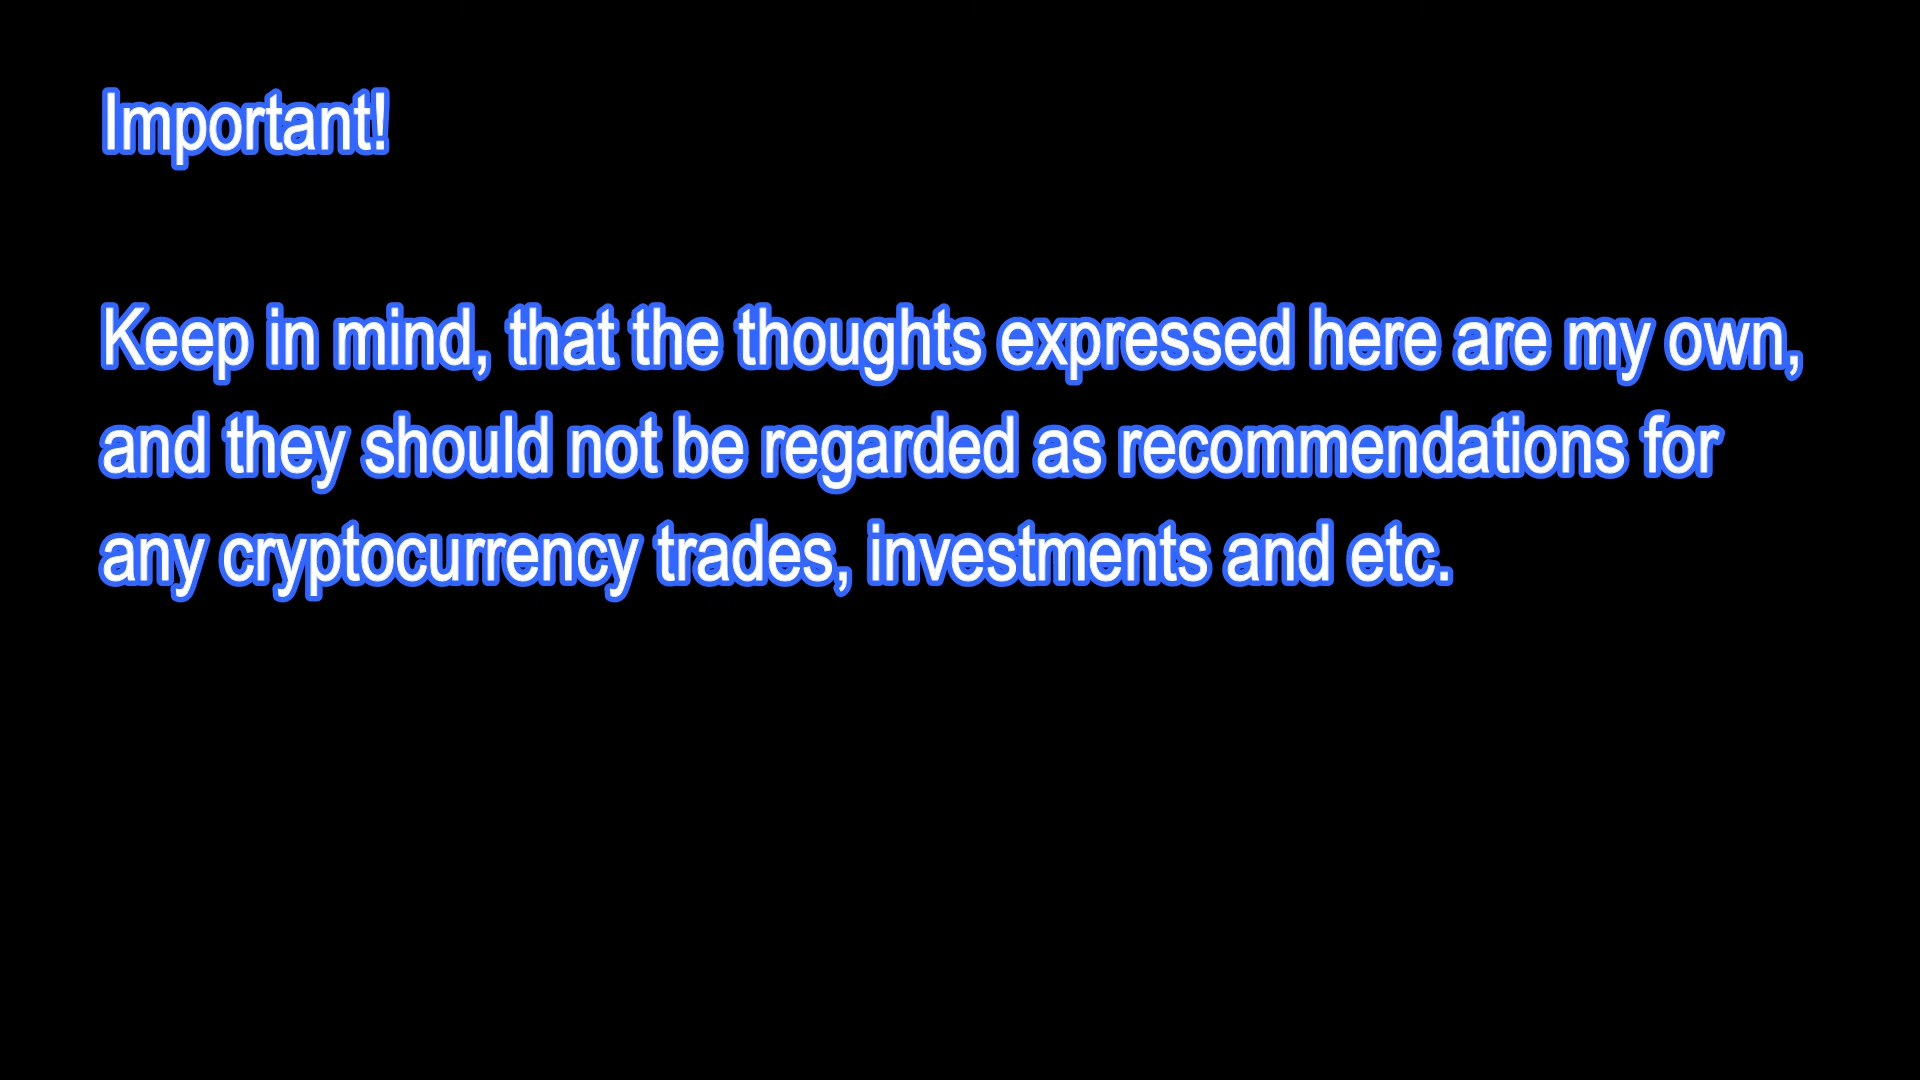 Important!
Keep in mind, that the thoughts expressed here are my own,
and they should not be regarded as recommendations for
any cryptocurrency trades, investments and etc.